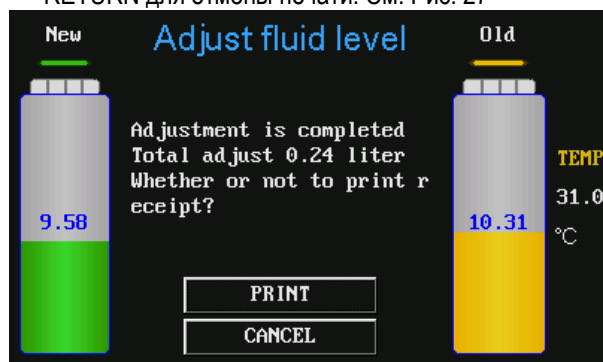 RETURN для отмены печати. См. Рис. 27
New
Adjust fluid level
Old
Adjustment is completed
Total adjust 0.24 liter
Whether or not to print r
eceipt?
TEMP
31.0
°C
9.58
10.31
PRINT
CANCEL